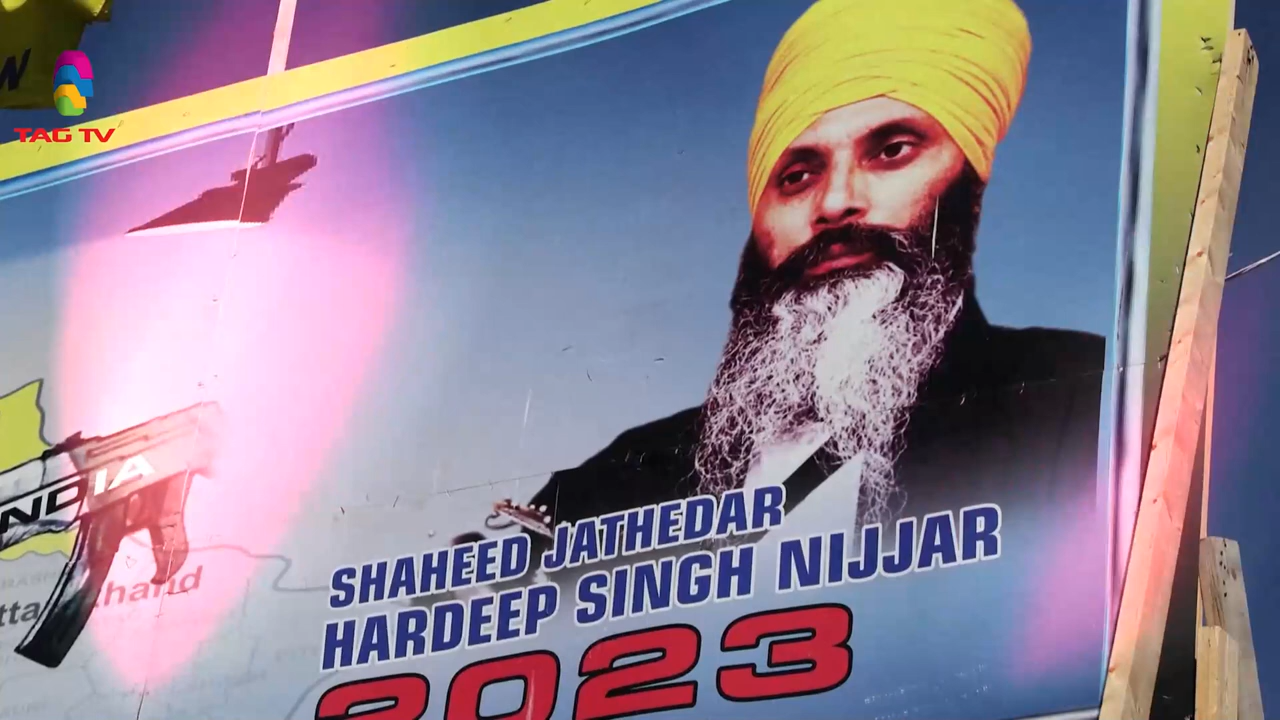 TAG TV
SHAHEED JATHEDAR
HARDEEP SINGH NIJJAR
2023
INDIA